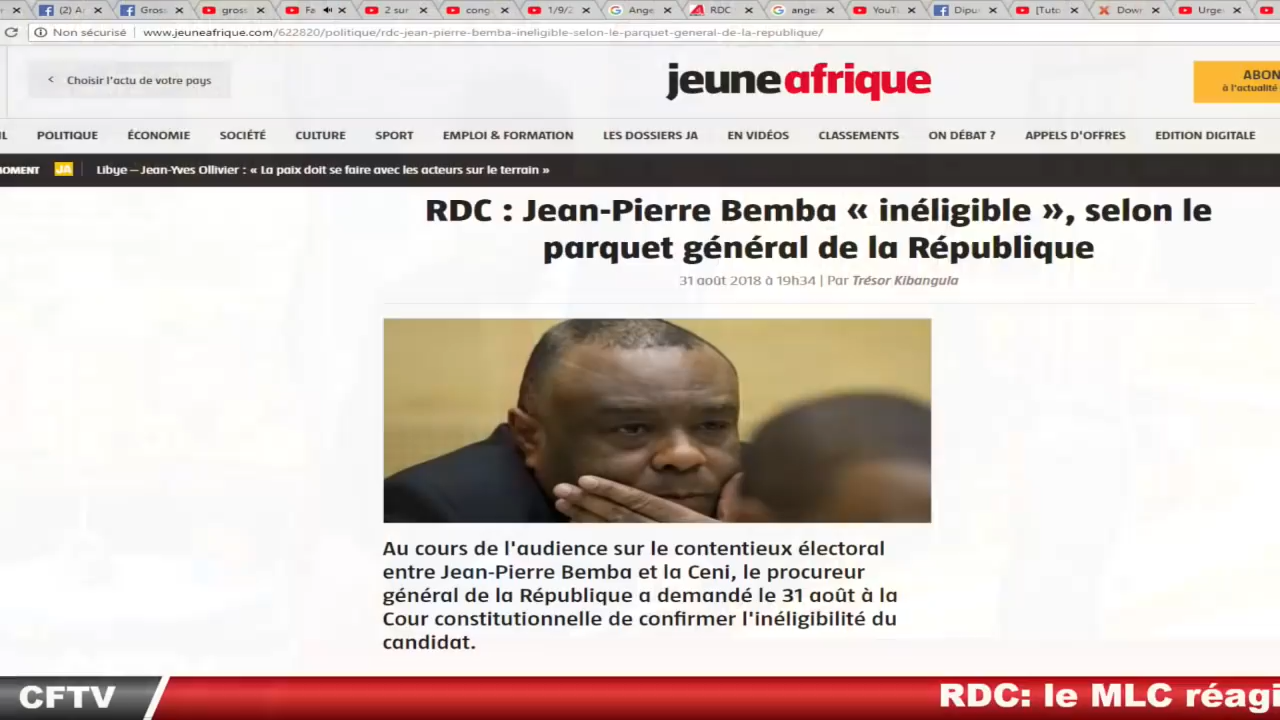 (2) A
Gros
gros
Fa
2 sur
cong
1/9/2
Ange
RDC
ange
YouT
Dipu
[Tuto
Dowr
Urge
Non sécurisé | www.jeuneafrique.com/622820/politique/rdc-jean-pierre-bemba-ineligible-selon-le-parquet-general-de-la-republique/
Choisir l'actu de votre pays
jeuneafrique
ABON
à l'actualité
POLITIQUE ÉCONOMIE SOCIÉTÉ CULTURE SPORT EMPLOI & FORMATION LES DOSSIERS JA EN VIDÉOS CLASSEMENTS ON DÉBAT ? APPELS D'OFFRES EDITION DIGITALE
OMENT JA Libye – Jean-Yves Ollivier : « La paix doit se faire avec les acteurs sur le terrain »
RDC : Jean-Pierre Bemba « inéligible », selon le
parquet général de la République
31 août 2018 à 19h34 | Par Trésor Kibangula
Au cours de l'audience sur le contentieux électoral
entre Jean-Pierre Bemba et la Ceni, le procureur
général de la République a demandé le 31 août à la
Cour constitutionnelle de confirmer l'inéligibilité du
candidat.
CFTV RDC: le MLC réagi